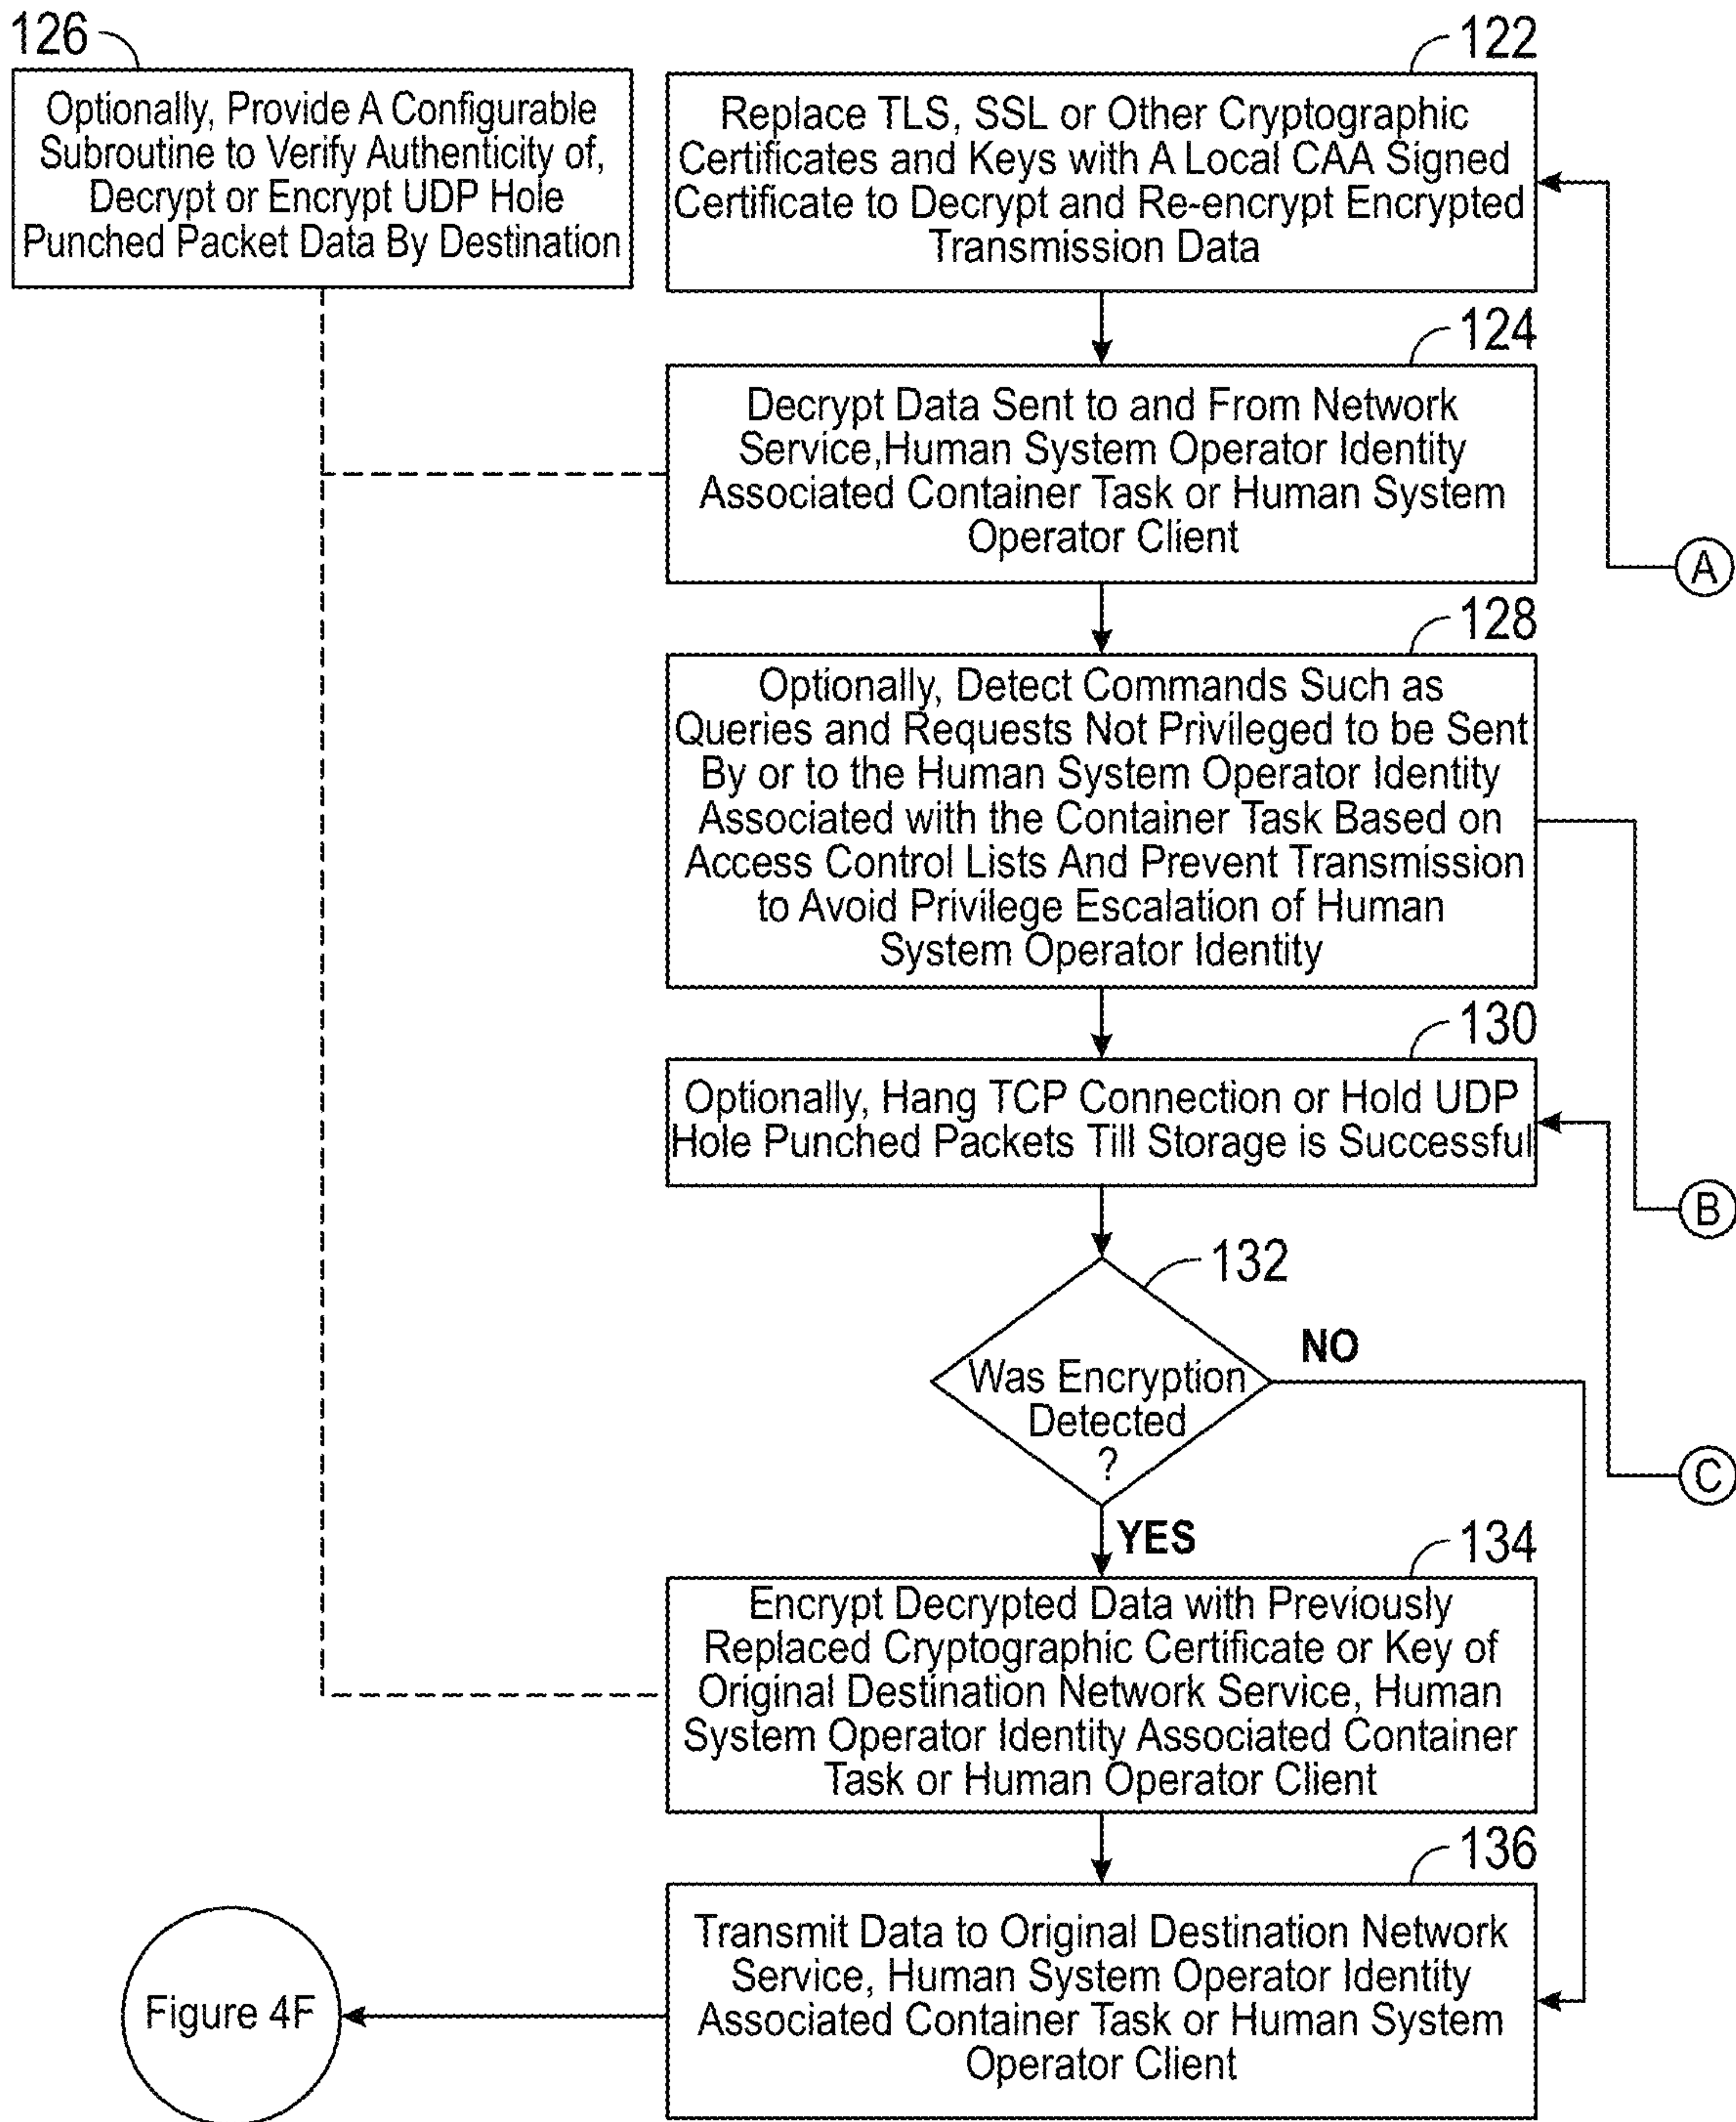 126
Optionally, Provide A Configurable
Subroutine to Verify Authenticity of,
Decrypt or Encrypt UDP Hole
Punched Packet Data By Destination
122
Replace TLS, SSL or Other Cryptographic
Certificates and Keys with A Local CAA Signed
Certificate to Decrypt and Re-encrypt Encrypted
Transmission Data
124
Decrypt Data Sent to and From Network
Service,Human System Operator Identity
Associated Container Task or Human System
Operator Client
A
128
Optionally, Detect Commands Such as
Queries and Requests Not Privileged to be Sent
By or to the Human System Operator Identity
Associated with the Container Task Based on
Access Control Lists And Prevent Transmission
to Avoid Privilege Escalation of Human
System Operator Identity
130
Optionally, Hang TCP Connection or Hold UDP
Hole Punched Packets Till Storage is Successful
B
132
Was Encryption
Detected
?
NO
C
YES
134
Encrypt Decrypted Data with Previously
Replaced Cryptographic Certificate or Key of
Original Destination Network Service, Human
System Operator Identity Associated Container
Task or Human Operator Client
136
Transmit Data to Original Destination Network
Service, Human System Operator Identity
Associated Container Task or Human System
Operator Client
Figure 4F